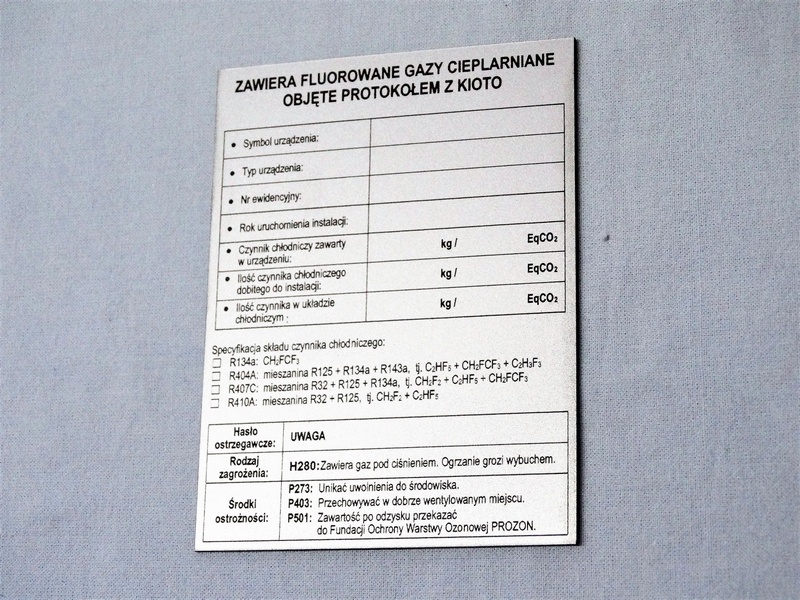 ZAWIERA FLUOROWANE GAZY CIEPLARNIANE
OBJĘTE PROTOKOŁEM Z KIOTO
• Symbol urządzenia:
• Typ urządzenia:
• Nr ewidencyjny:
• Rok uruchomienia instalacji:
• Czynnik chłodniczy zawarty
w urządzeniu: kg / EqCO₂
• Ilość czynnika chłodniczego
dobitego do instalacji: kg / EqCO₂
• Ilość czynnika w układzie
chłodniczym : kg / EqCO₂
Specyfikacja składu czynnika chłodniczego:
☐ R134a: CH₂FCF₃
☐ R404A: mieszanina R125 + R134a + R143a, tj. C₂HF₅ + CH₂FCF₃ + C₂H₃F₃
☐ R407C: mieszanina R32 + R125 + R134a, tj. CH₂F₂ + C₂HF₅ + CH₂FCF₃
☐ R410A: mieszanina R32 + R125, tj. CH₂F₂ + C₂HF₅
Hasło
ostrzegawcze: UWAGA
Rodzaj
zagrożenia: H280:Zawiera gaz pod ciśnieniem. Ogrzanie grozi wybuchem.
Środki
ostrożności:
P273: Unikać uwolnienia do środowiska.
P403: Przechowywać w dobrze wentylowanym miejscu.
P501: Zawartość po odzysku przekazać
do Fundacji Ochrony Warstwy Ozonowej PROZON.